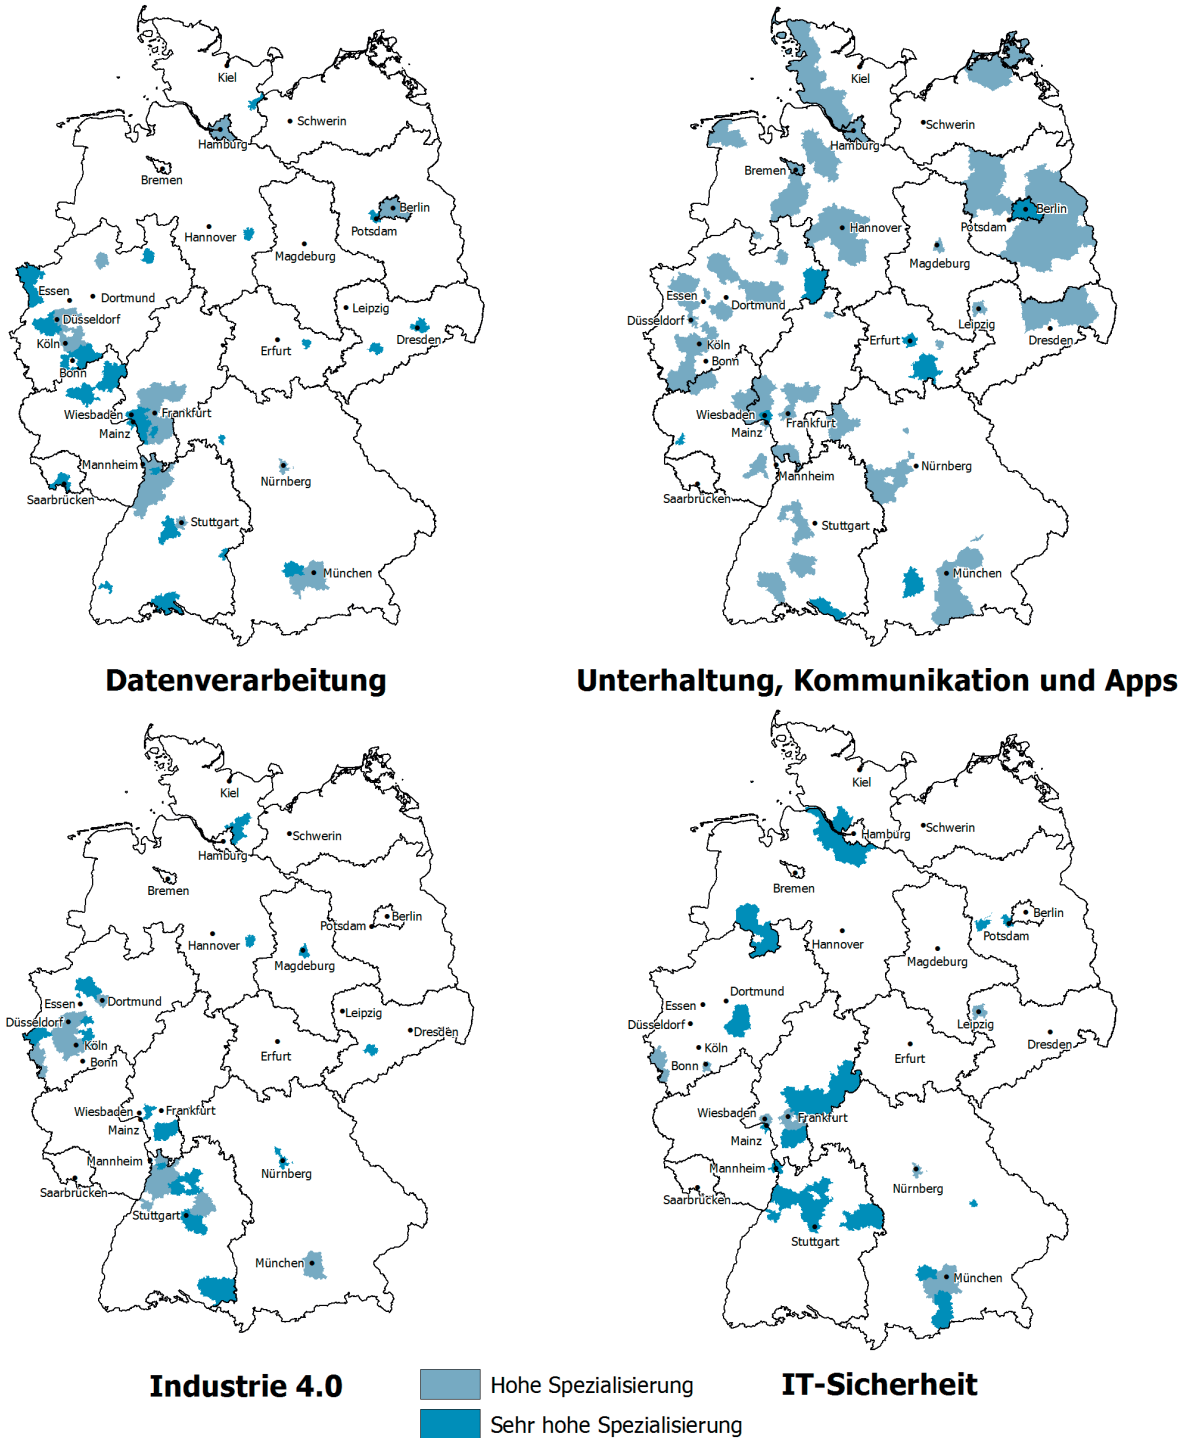 Kiel
Schwerin
Hamburg
Bremen
Berlin
Potsdam
Hannover
Magdeburg
Essen
Dortmund
Düsseldorf
Leipzig
Köln
Erfurt
Dresden
Bonn
Wiesbaden
Frankfurt
Mainz
Mannheim
Nürnberg
Saarbrücken
Stuttgart
München
Datenverarbeitung
Kiel
Schwerin
Hamburg
Bremen
Berlin
Potsdam
Hannover
Magdeburg
Essen
Dortmund
Düsseldorf
Leipzig
Köln
Erfurt
Dresden
Bonn
Wiesbaden
Frankfurt
Mainz
Nürnberg
Mannheim
Saarbrücken
Stuttgart
München
Unterhaltung, Kommunikation und Apps
Kiel
Schwerin
Hamburg
Bremen
Berlin
Potsdam
Hannover
Magdeburg
Essen
Dortmund
Düsseldorf
Leipzig
Dresden
Köln
Erfurt
Bonn
Wiesbaden
Frankfurt
Mainz
Mannheim
Nürnberg
Saarbrücken
Stuttgart
München
Industrie 4.0
Kiel
Hamburg
Schwerin
Bremen
Berlin
Potsdam
Hannover
Magdeburg
Dortmund
Essen
Düsseldorf
Leipzig
Köln
Erfurt
Dresden
Bonn
Wiesbaden
Frankfurt
Mainz
Mannheim
Nürnberg
Saarbrücken
Stuttgart
München
IT-Sicherheit
Hohe Spezialisierung
Sehr hohe Spezialisierung